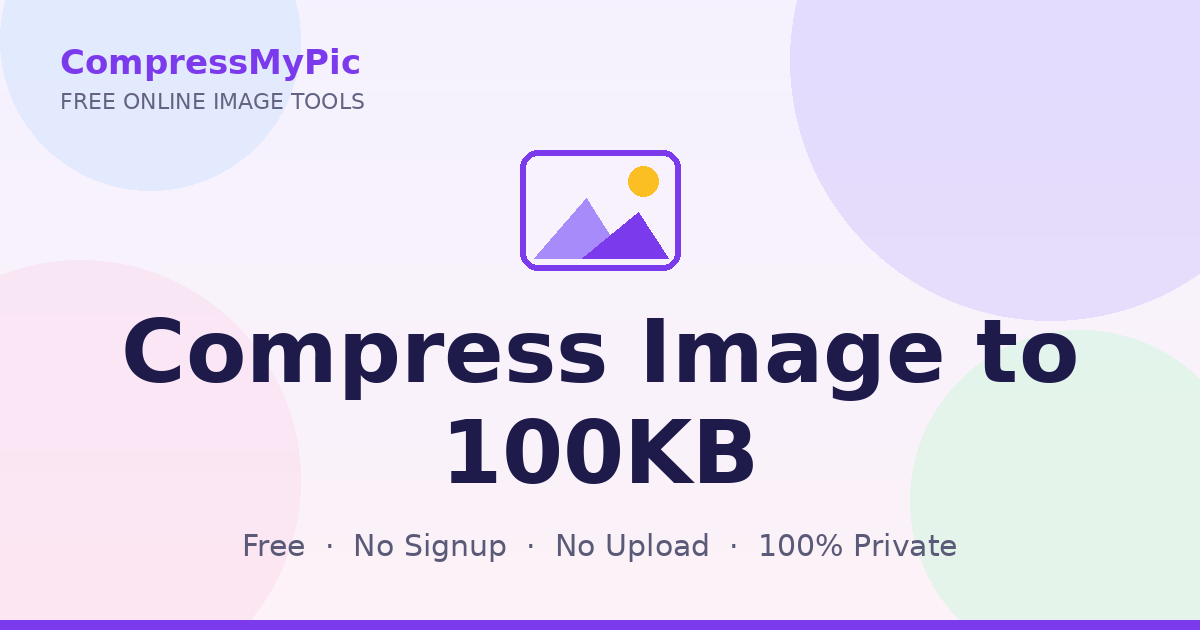 CompressMyPic
FREE ONLINE IMAGE TOOLS
Compress Image to
100KB
Free · No Signup · No Upload · 100% Private